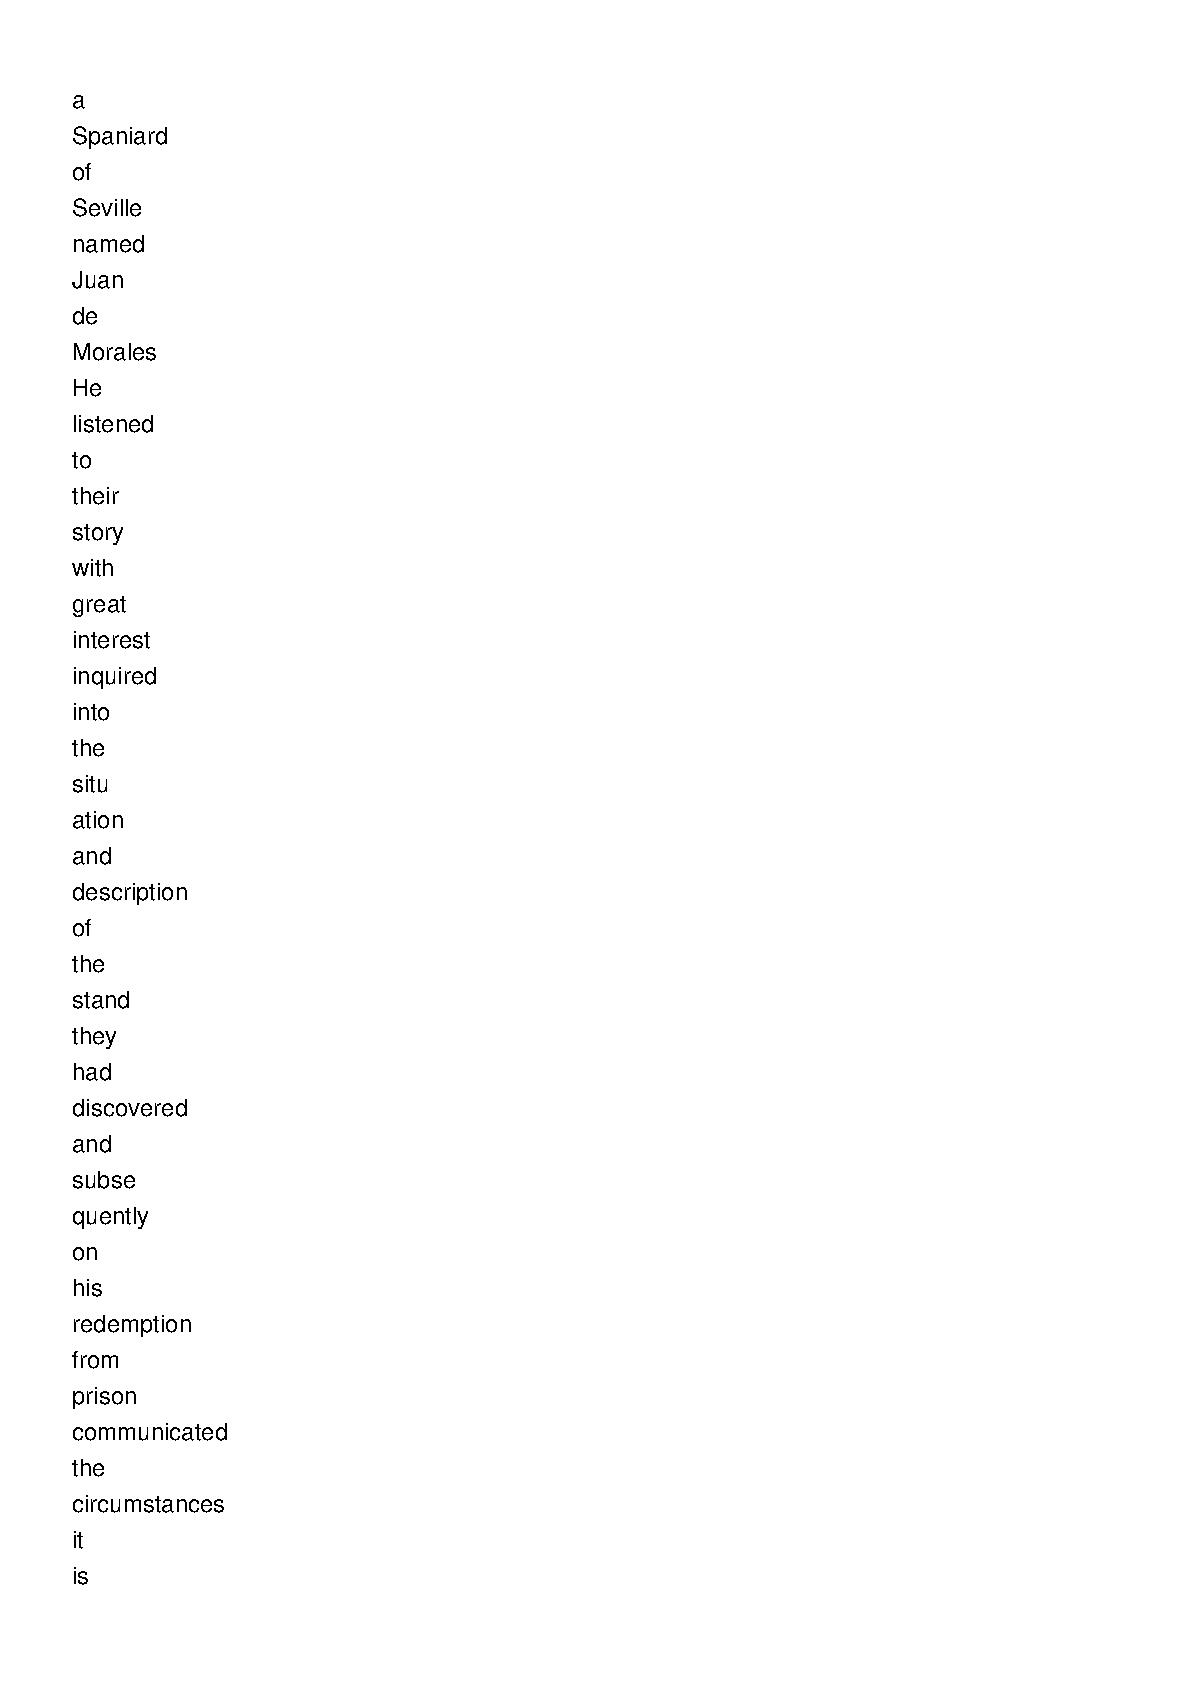 a
Spaniard
of
Seville
named
Juan
de
Morales
He
listened
to
their
story
with
great
interest
inquired
into
the
situ
ation
and
description
of
the
stand
they
had
discovered
and
subse
quently
on
his
redemption
from
prison
communicated
the
circumstances
it
is